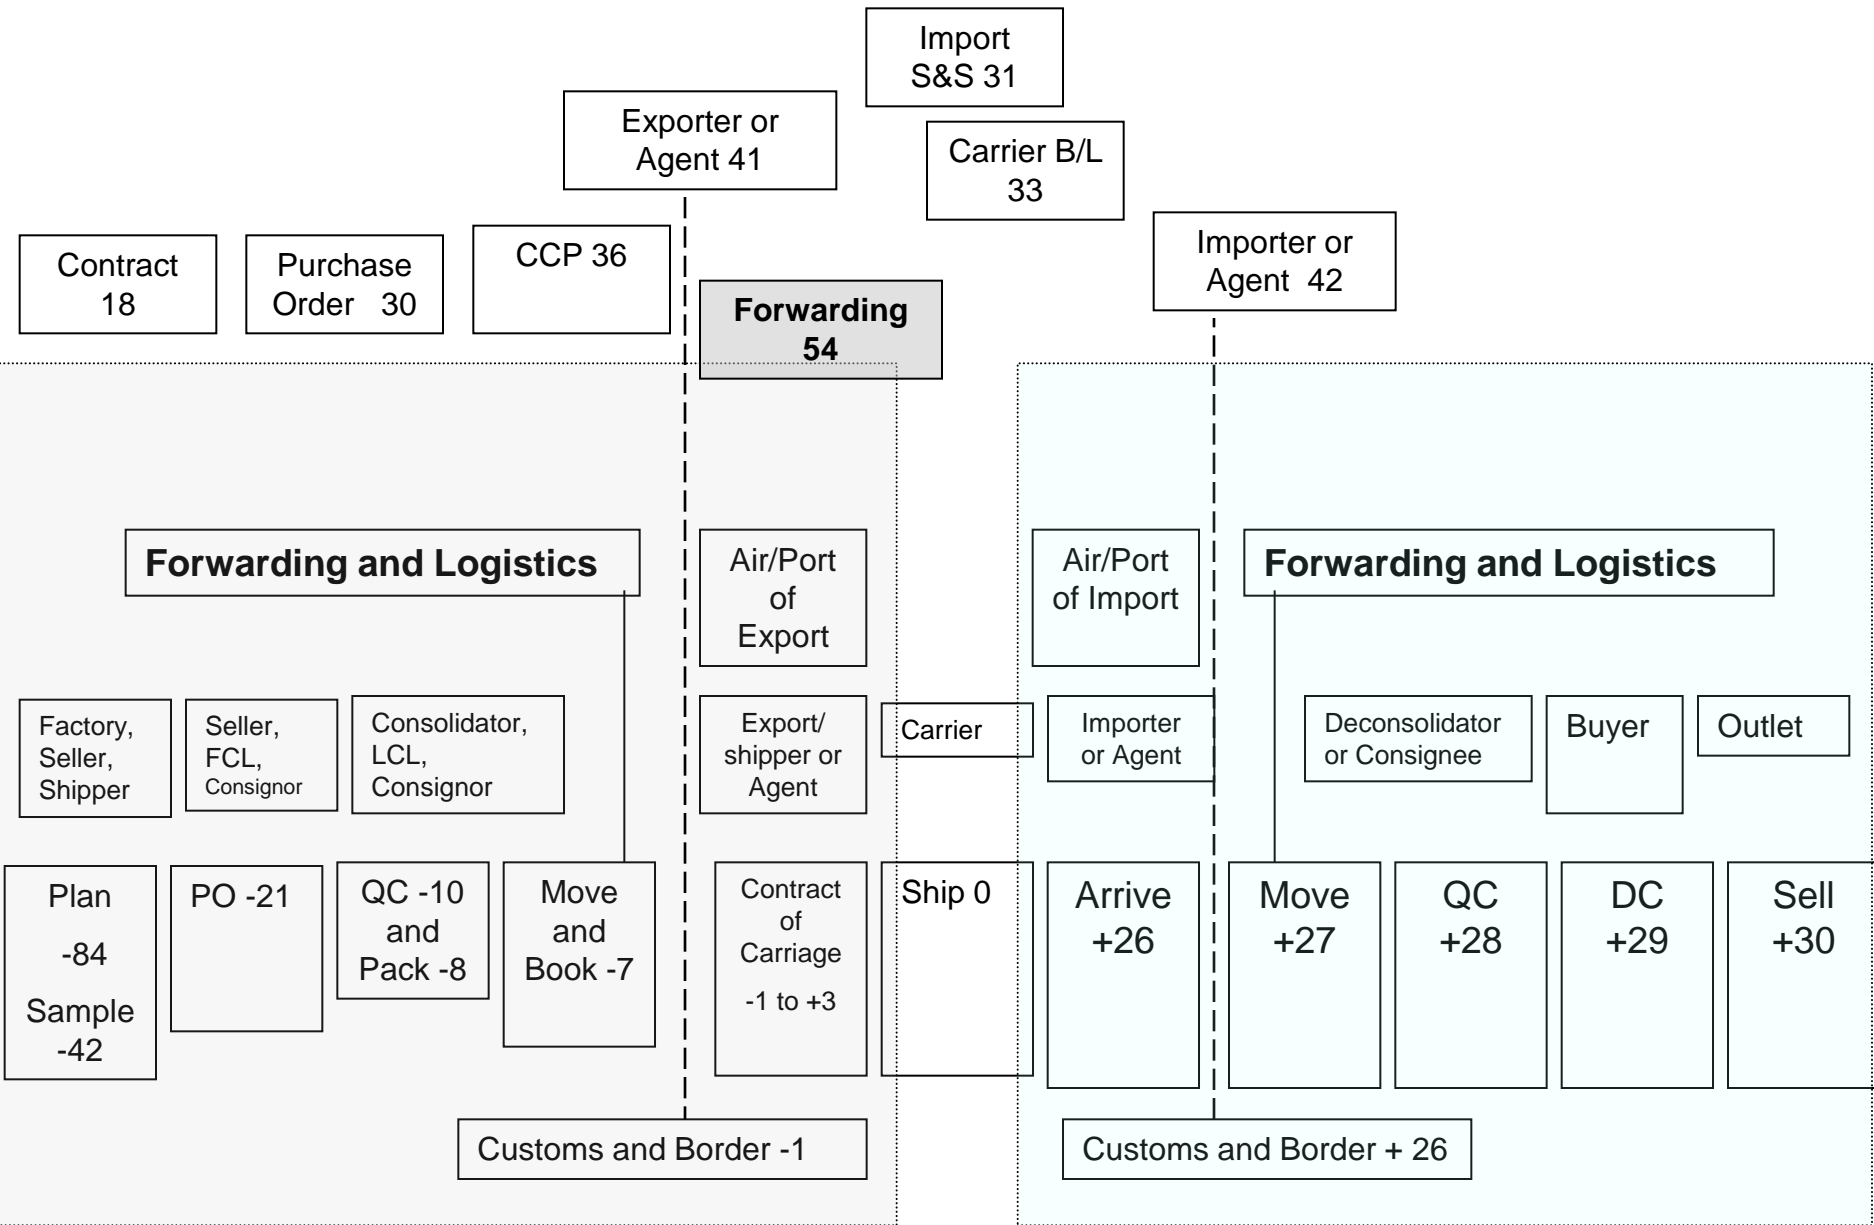 Import
S&S 31
Exporter or
Agent 41
Carrier B/L
33
Importer or
Agent 42
Contract
18
Purchase
Order 30
CCP 36
Forwarding
54
Forwarding and Logistics
Air/Port
of
Export
Air/Port
of Import
Forwarding and Logistics
Factory,
Seller,
Shipper
Seller,
FCL,
Consignor
Consolidator,
LCL,
Consignor
Export/
shipper or
Agent
Carrier
Importer
or Agent
Deconsolidator
or Consignee
Buyer
Outlet
Plan
-84
Sample
-42
PO -21
QC -10
and
Pack -8
Move
and
Book -7
Contract
of
Carriage
-1 to +3
Ship 0
Arrive
+26
Move
+27
QC
+28
DC
+29
Sell
+30
Customs and Border -1
Customs and Border + 26